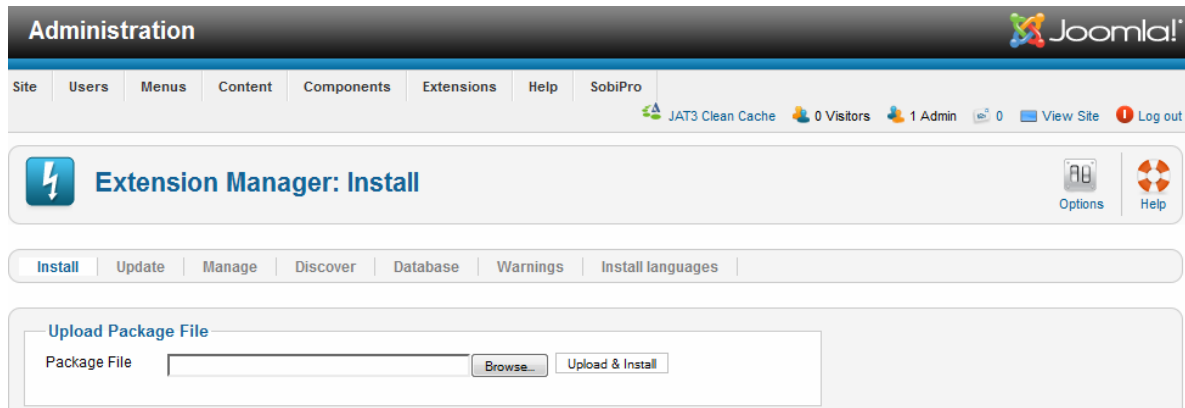 Administration
Joomla!
Site Users Menus Content Components Extensions Help SobiPro
JAT3 Clean Cache 0 Visitors 1 Admin 0 View Site Log out
Extension Manager: Install
Options Help
Install Update Manage Discover Database Warnings Install languages
Upload Package File
Package File Browse... Upload & Install